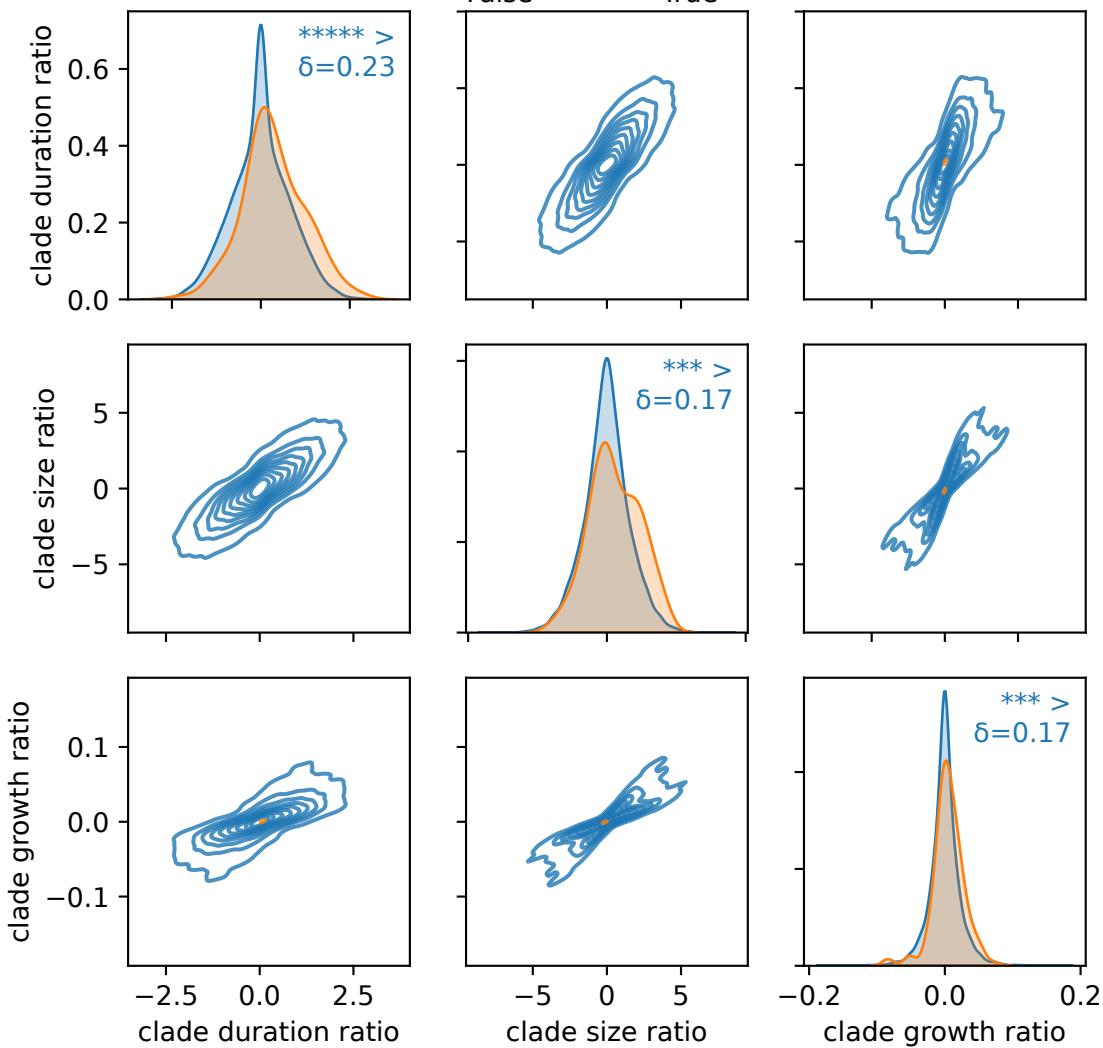 True
clade duration ratio
0.6
0.4
0.2
0.0
***** >
δ=0.23
clade size ratio
5
0
−5
*** >
δ=0.17
clade growth ratio
0.1
0.0
−0.1
*** >
δ=0.17
−2.5 0.0 2.5
−5 0 5
−0.2 0.0 0.2
clade duration ratio
clade size ratio
clade growth ratio